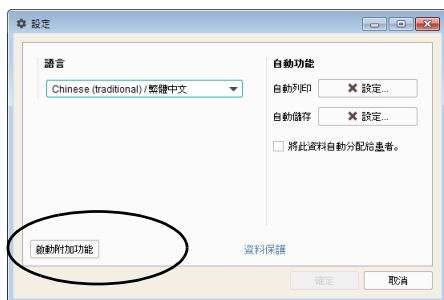 設定
語言
自動功能
Chinese (traditional) / 繁體中文
自動列印
設定...
自動儲存
設定...
將此資料自動分配給患者。
啟動附加功能
資料保護
確定
取消